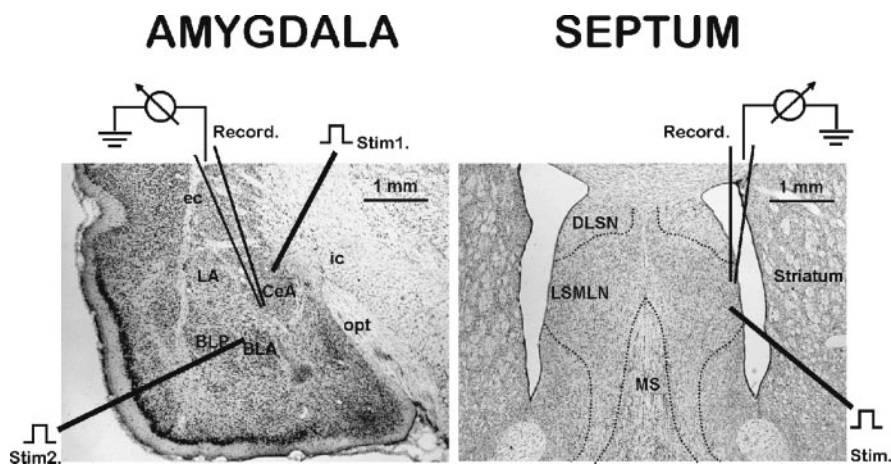 AMYGDALA
SEPTUM
Record.
Stim1.
Record.
1 mm
1 mm
ec
DLSN
ic
LA
CeA
LSMLN
Striatum
opt
BLP
BLA
MS
Stim2.
Stim.